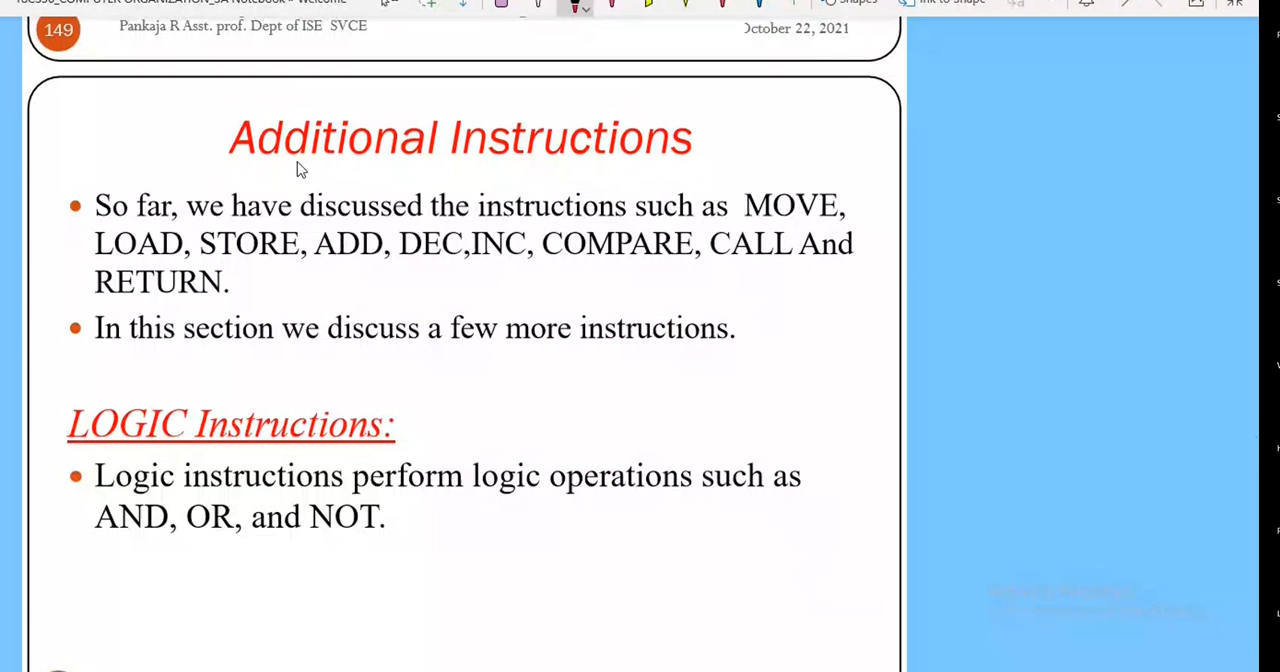 149
Pankaja R Asst. prof. Dept of ISE SVCE
October 22, 2021
Additional Instructions
• So far, we have discussed the instructions such as MOVE,
LOAD, STORE, ADD, DEC,INC, COMPARE, CALL And
RETURN.
• In this section we discuss a few more instructions.
LOGIC Instructions:
• Logic instructions perform logic operations such as
AND, OR, and NOT.